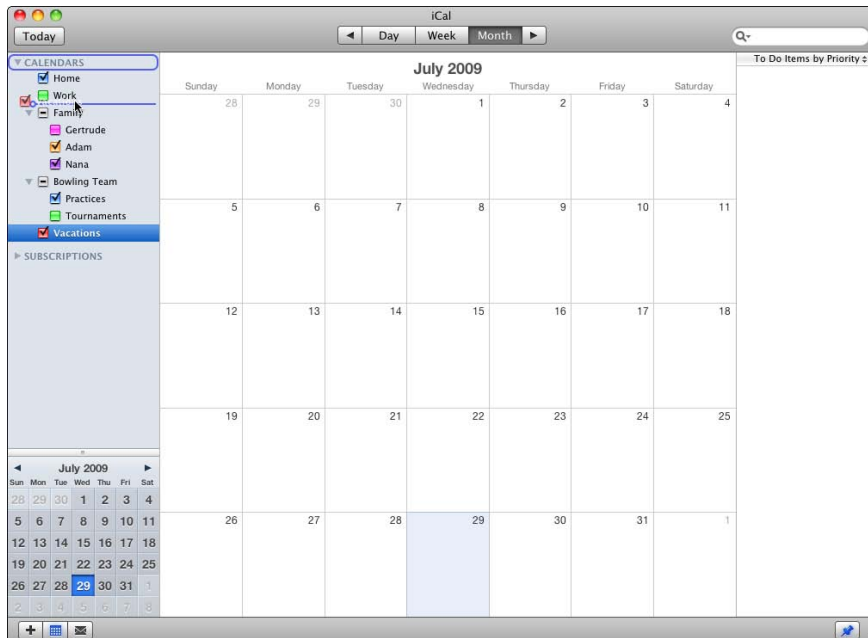 iCal
Today Day Week Month
CALENDARS
Home
Work
Family
Gertrude
Adam
Nana
Bowling Team
Practices
Tournaments
Vacations
SUBSCRIPTIONS
July 2009
Sun Mon Tue Wed Thu Fri Sat
28 29 30 1 2 3 4
5 6 7 8 9 10 11
12 13 14 15 16 17 18
19 20 21 22 23 24 25
26 27 28 29 30 31 1
2 3 4 5 6 7 8
July 2009
Sunday Monday Tuesday Wednesday Thursday Friday Saturday
28 29 30 1 2 3 4
5 6 7 8 9 10 11
12 13 14 15 16 17 18
19 20 21 22 23 24 25
26 27 28 29 30 31 1
To Do Items by Priority